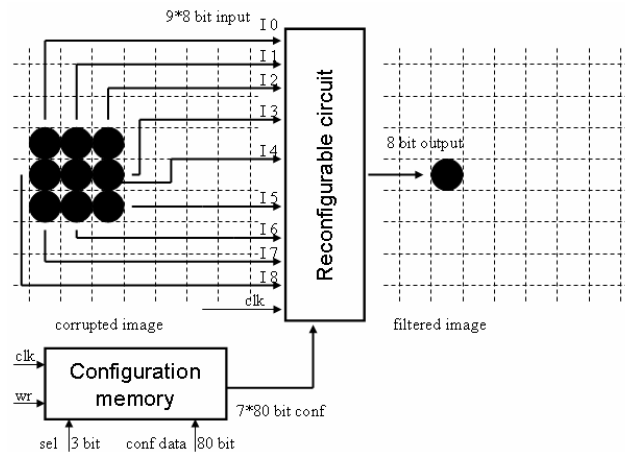 9*8 bit input
I 0
I 1
I 2
I 3
I 4
I 5
I 6
I 7
I 8
clk
Reconfigurable circuit
8 bit output
corrupted image
filtered image
clk
wr
Configuration
memory
7*80 bit conf
sel
3 bit
conf data
80 bit